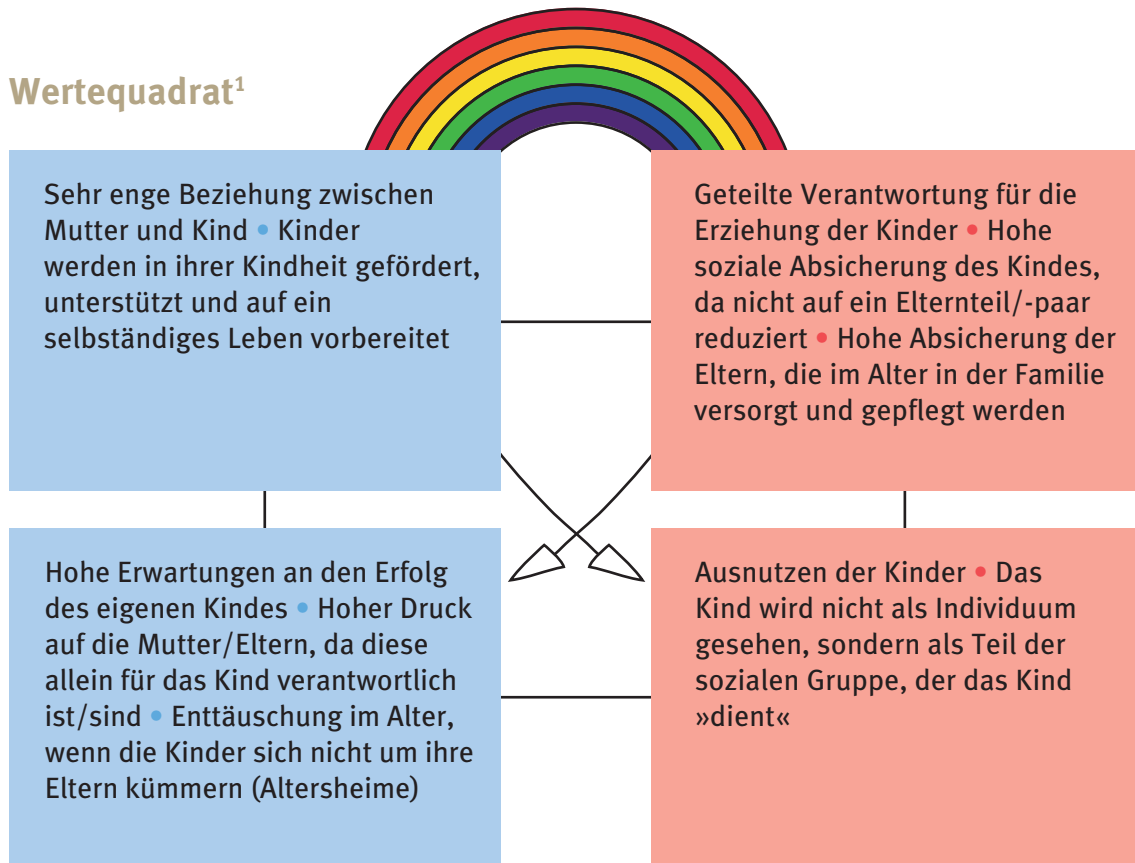 Wertequadrat¹
Sehr enge Beziehung zwischen
Mutter und Kind • Kinder
werden in ihrer Kindheit gefördert,
unterstützt und auf ein
selbständiges Leben vorbereitet
Geteilte Verantwortung für die
Erziehung der Kinder • Hohe
soziale Absicherung des Kindes,
da nicht auf ein Elternteil/-paar
reduziert • Hohe Absicherung der
Eltern, die im Alter in der Familie
versorgt und gepflegt werden
Hohe Erwartungen an den Erfolg
des eigenen Kindes • Hoher Druck
auf die Mutter/Eltern, da diese
allein für das Kind verantwortlich
ist/sind • Enttäuschung im Alter,
wenn die Kinder sich nicht um ihre
Eltern kümmern (Altersheime)
Ausnutzen der Kinder • Das
Kind wird nicht als Individuum
gesehen, sondern als Teil der
sozialen Gruppe, der das Kind
»dient«